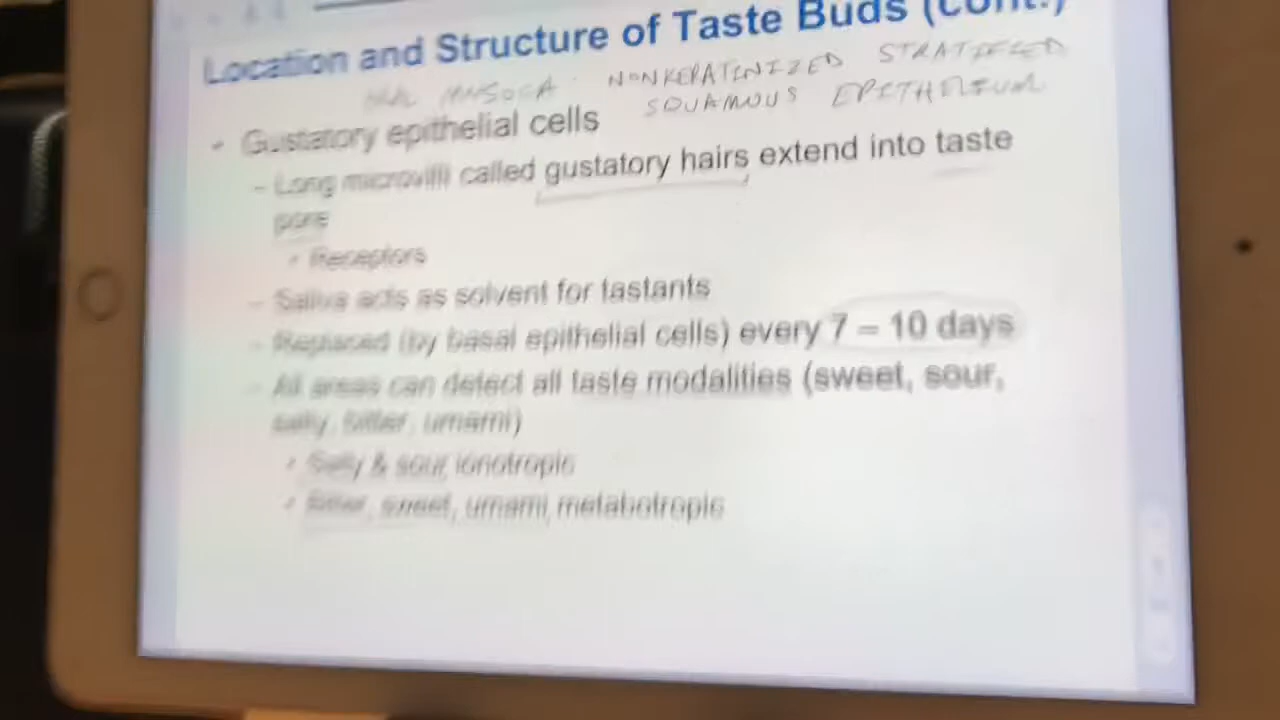 Location and Structure of Taste Buds (cont.)
NONKERATINIZED STRATIFIED
SQUAMOUS EPITHELIUM
• Gustatory epithelial cells
– Long microvilli called gustatory hairs extend into taste
pore
• Receptors
– Saliva acts as solvent for tastants
– Replaced (by basal epithelial cells) every 7 – 10 days
– All areas can detect all taste modalities (sweet, sour,
salty, bitter, umami)
• Salty & sour, ionotropic
• Bitter, sweet, umami, metabotropic